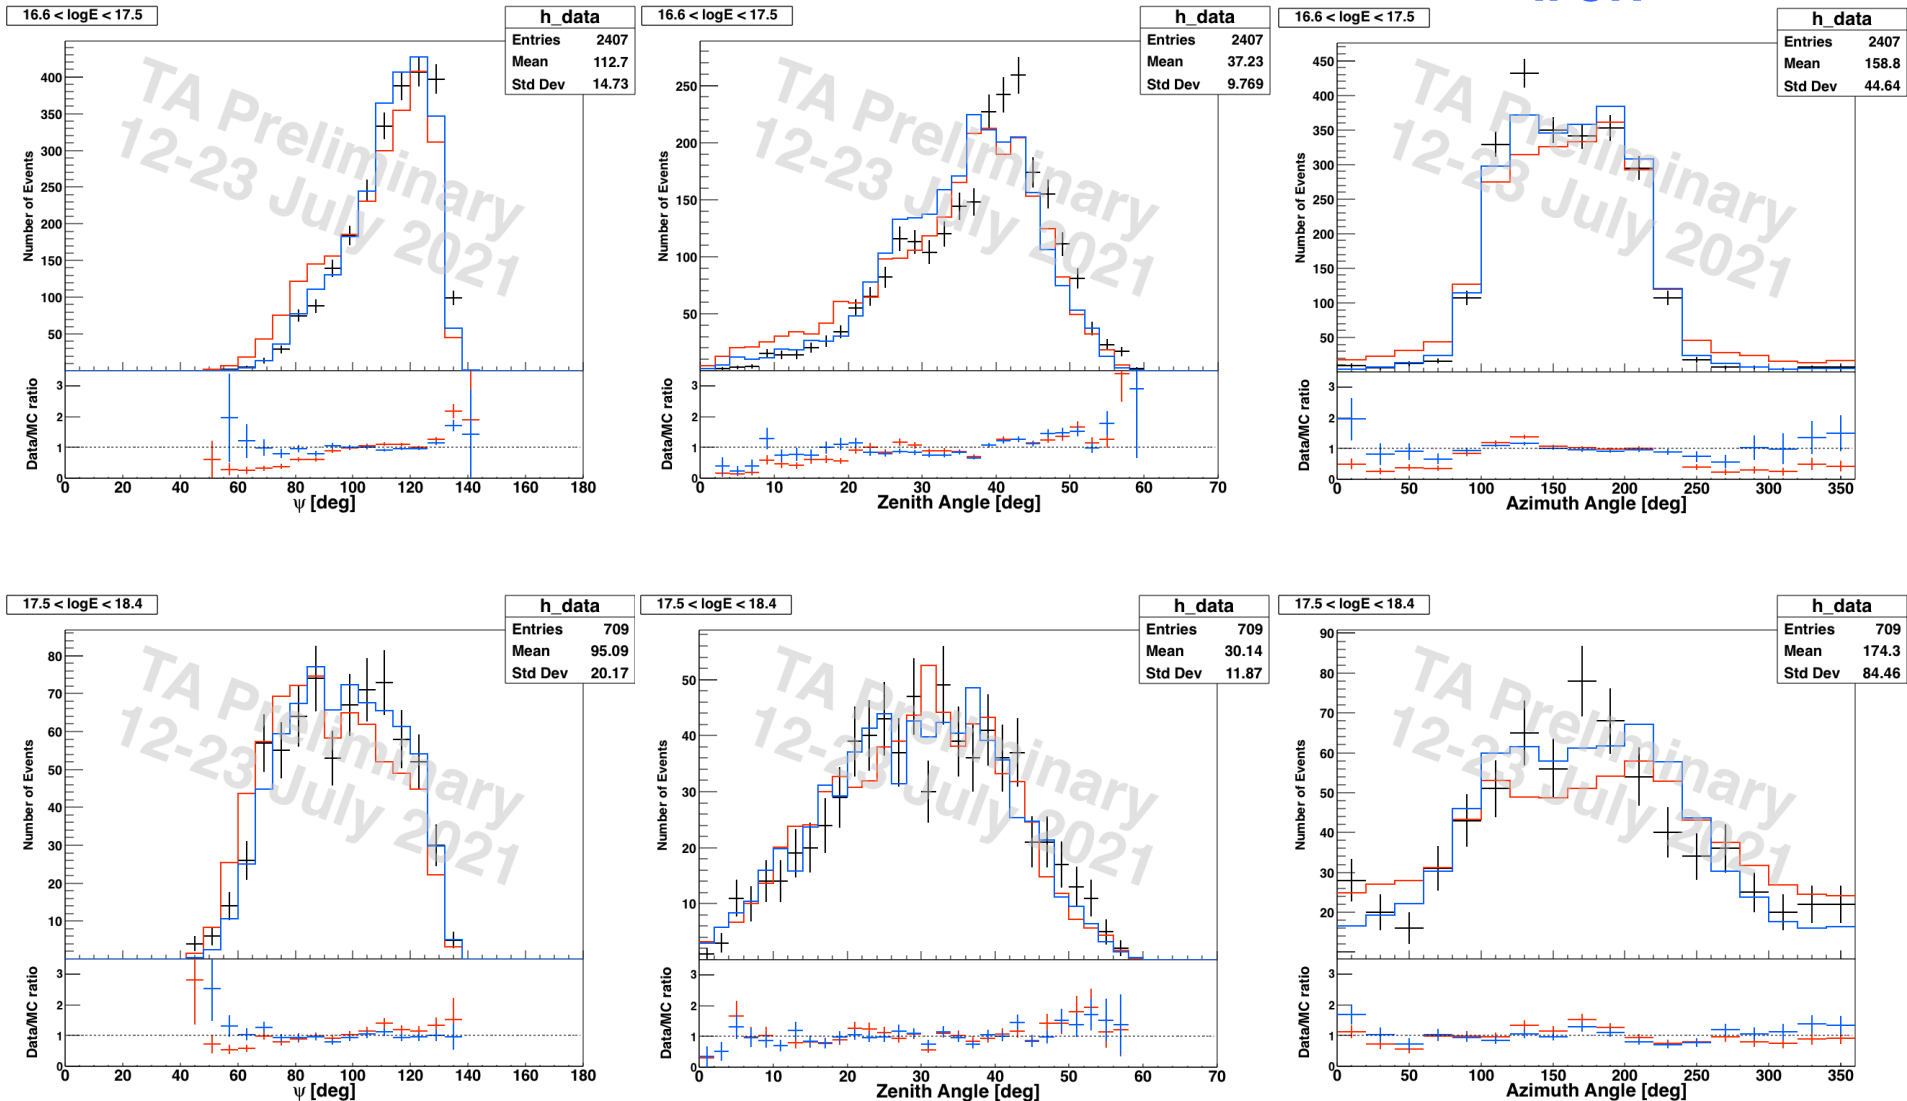 16.6 < logE < 17.5
h_data
Entries 2407
Mean 112.7
Std Dev 14.73
Number of Events
400
350
300
250
200
150
100
50
TA Preliminary
12-23 July 2021
Data/MC ratio
3
2
1
0
0 20 40 60 80 100 120 140 160 180
ψ [deg]
16.6 < logE < 17.5
h_data
Entries 2407
Mean 37.23
Std Dev 9.769
Number of Events
250
200
150
100
50
TA Preliminary
12-23 July 2021
Data/MC ratio
3
2
1
0
0 10 20 30 40 50 60 70
Zenith Angle [deg]
16.6 < logE < 17.5
h_data
Entries 2407
Mean 158.8
Std Dev 44.64
Number of Events
450
400
350
300
250
200
150
100
50
TA Preliminary
12-23 July 2021
Data/MC ratio
3
2
1
0
0 50 100 150 200 250 300 350
Azimuth Angle [deg]
17.5 < logE < 18.4
h_data
Entries 709
Mean 95.09
Std Dev 20.17
Number of Events
80
70
60
50
40
30
20
10
TA Preliminary
12-23 July 2021
Data/MC ratio
3
2
1
0
0 20 40 60 80 100 120 140 160 180
ψ [deg]
17.5 < logE < 18.4
h_data
Entries 709
Mean 30.14
Std Dev 11.87
Number of Events
50
40
30
20
10
TA Preliminary
12-23 July 2021
Data/MC ratio
3
2
1
0
0 10 20 30 40 50 60 70
Zenith Angle [deg]
17.5 < logE < 18.4
h_data
Entries 709
Mean 174.3
Std Dev 84.46
Number of Events
90
80
70
60
50
40
30
20
TA Preliminary
12-23 July 2021
Data/MC ratio
3
2
1
0
0 50 100 150 200 250 300 350
Azimuth Angle [deg]